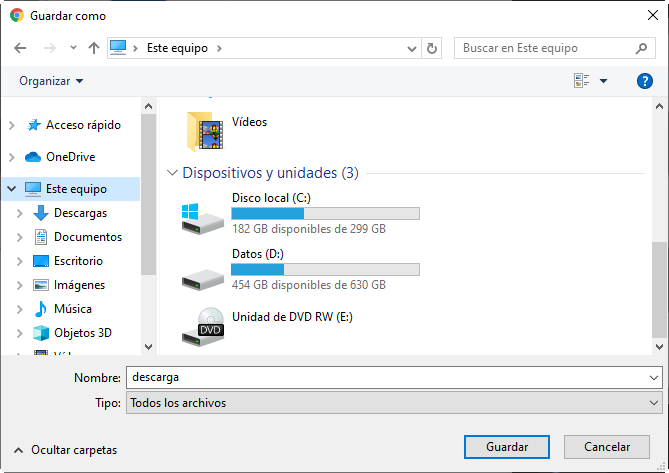 Guardar como
Este equipo
Buscar en Este equipo
Organizar
?
Acceso rápido
OneDrive
Este equipo
Descargas
Documentos
Escritorio
Imágenes
Música
Objetos 3D
Vídeos
Dispositivos y unidades (3)
Disco local (C:)
182 GB disponibles de 299 GB
Datos (D:)
454 GB disponibles de 630 GB
DVD
Unidad de DVD RW (E:)
Nombre:
descarga
Tipo:
Todos los archivos
Ocultar carpetas
Guardar
Cancelar